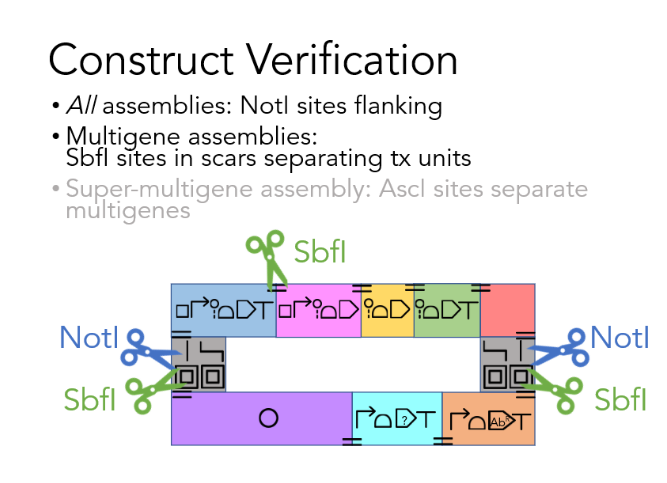 Construct Verification
• All assemblies: NotI sites flanking
• Multigene assemblies:
SbfI sites in scars separating tx units
• Super-multigene assembly: AscI sites separate
multigenes
SbfI
NotI
NotI
SbfI
SbfI
?
Abᴿ